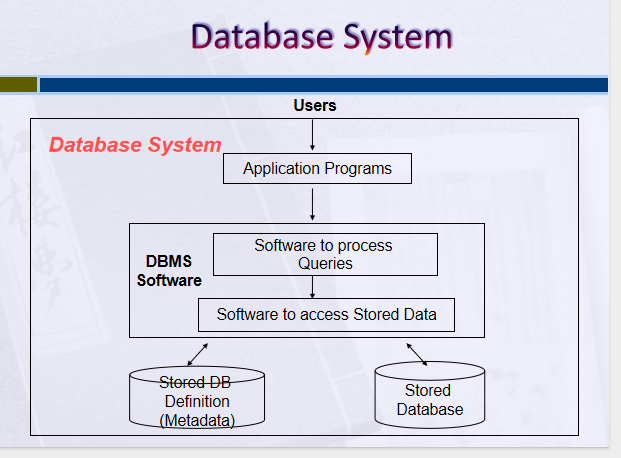 Database System
Users
Database System
Application Programs
DBMS
Software
Software to process
Queries
Software to access Stored Data
Stored DB
Definition
(Metadata)
Stored
Database